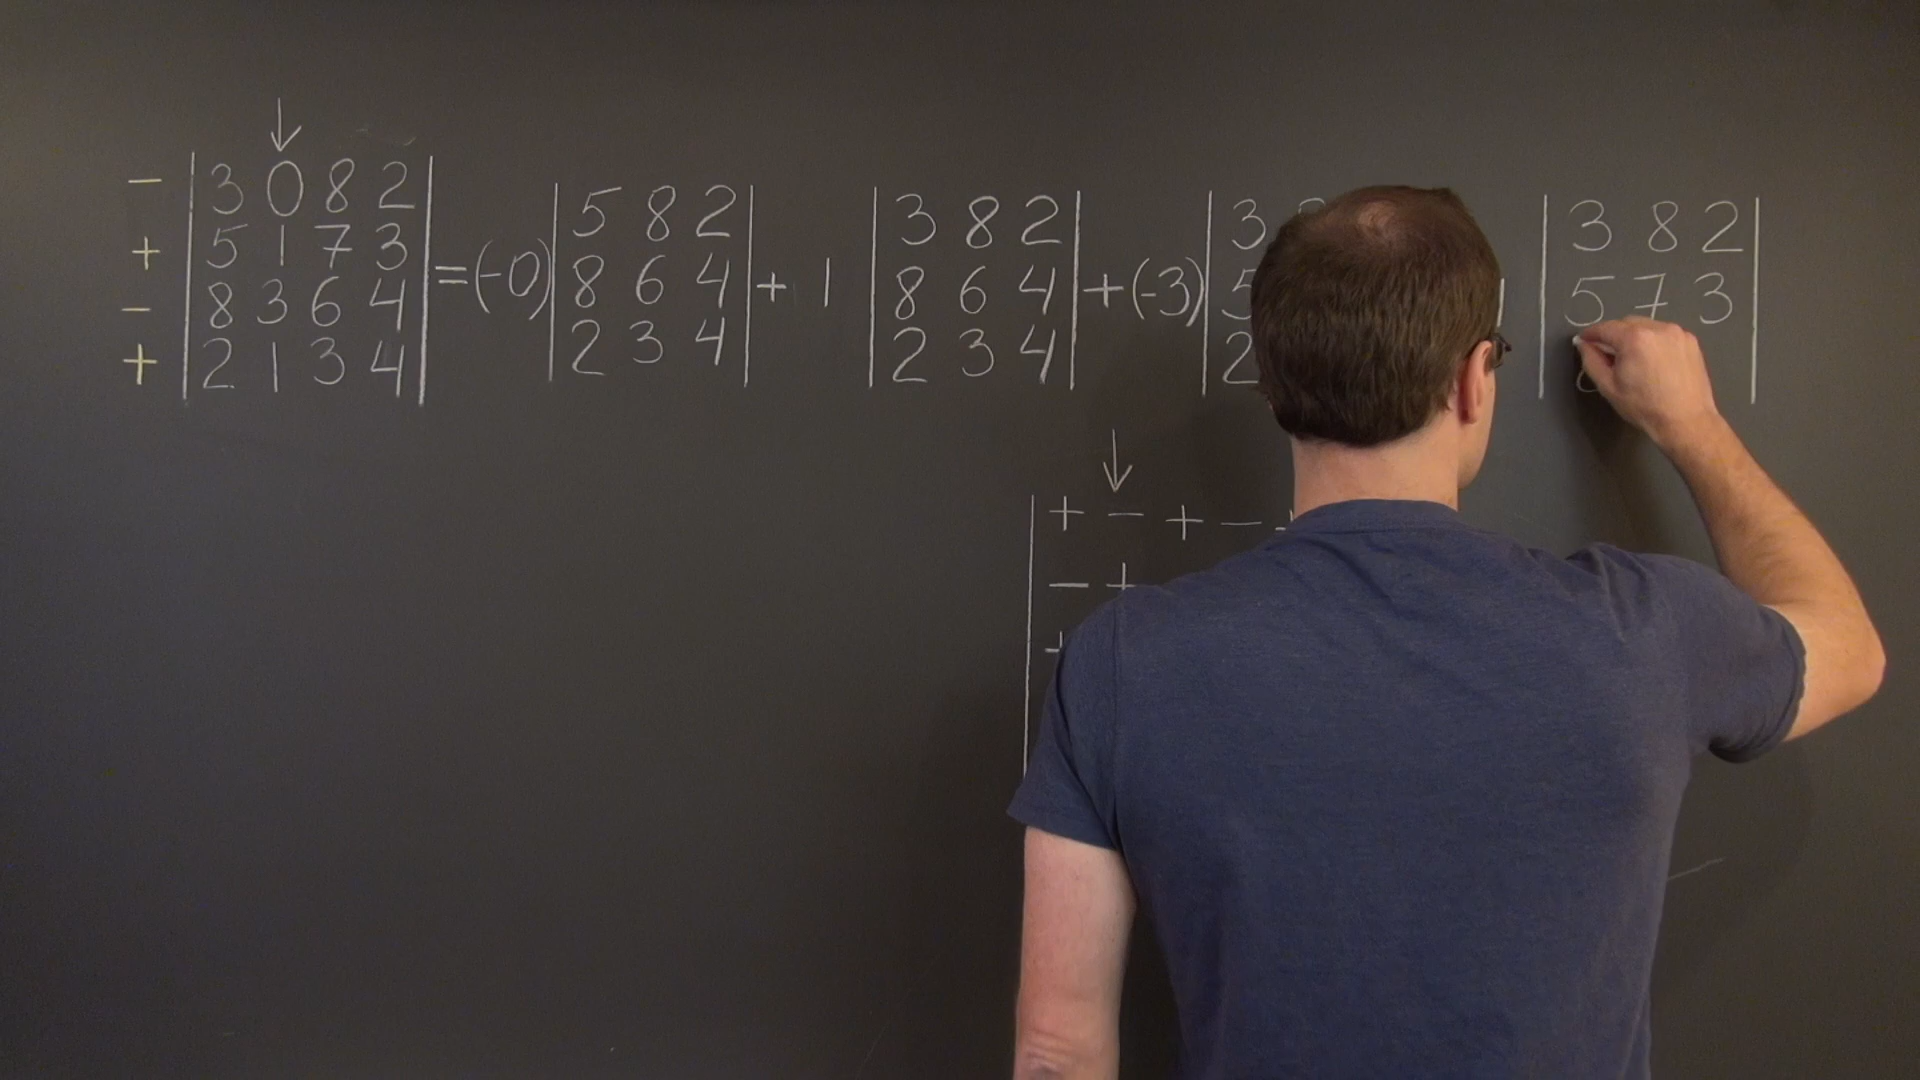 ↓
- | 3 0 8 2 | | 5 8 2 | | 3 8 2 | | 3 | 3 8 2 |
+ | 5 1 7 3 | = (-0) | 8 6 4 | + 1 | 8 6 4 | + (-3) | 5 1 | 5 7 3 |
- | 8 3 6 4 | | 2 3 4 | | 2 3 4 | | 2
+ | 2 1 3 4 |
↓
| + - + -
| - +
|